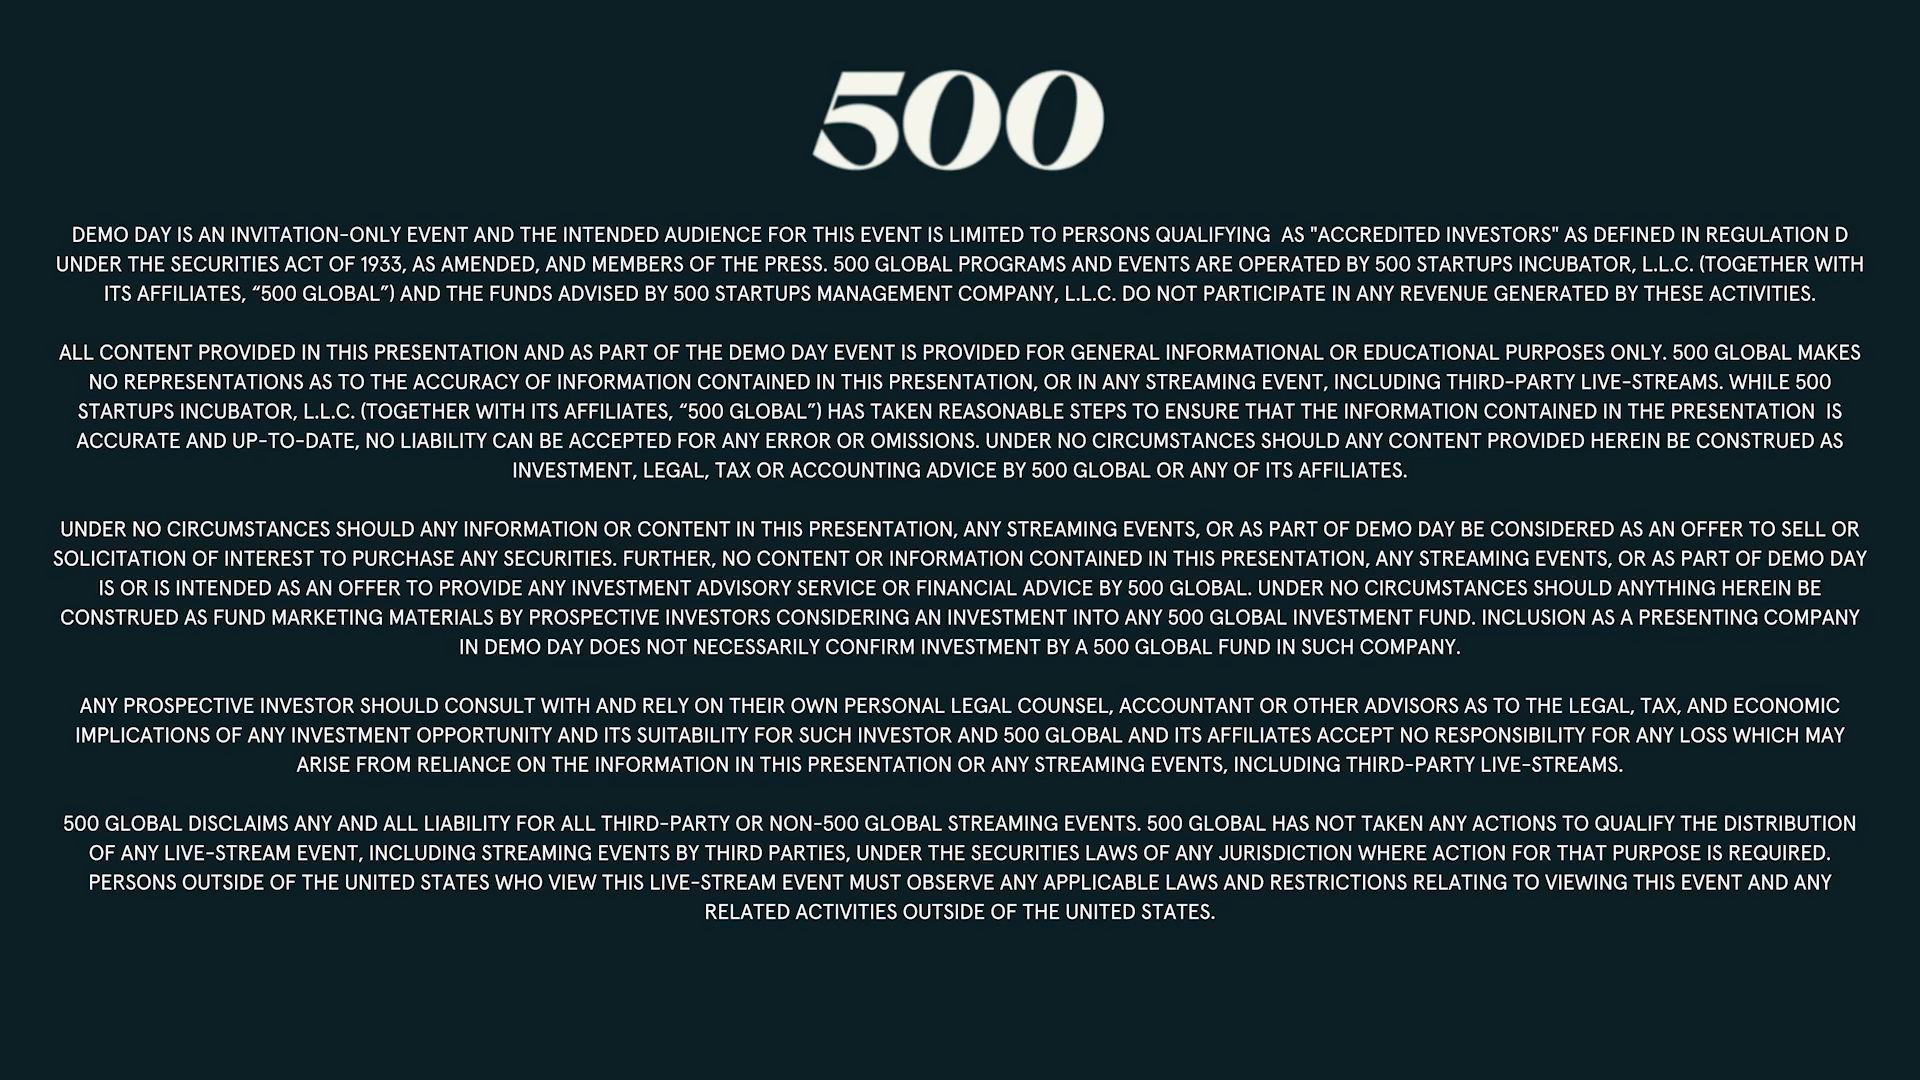 500
DEMO DAY IS AN INVITATION-ONLY EVENT AND THE INTENDED AUDIENCE FOR THIS EVENT IS LIMITED TO PERSONS QUALIFYING  AS "ACCREDITED INVESTORS" AS DEFINED IN REGULATION D
UNDER THE SECURITIES ACT OF 1933, AS AMENDED, AND MEMBERS OF THE PRESS. 500 GLOBAL PROGRAMS AND EVENTS ARE OPERATED BY 500 STARTUPS INCUBATOR, L.L.C. (TOGETHER WITH
ITS AFFILIATES, “500 GLOBAL”) AND THE FUNDS ADVISED BY 500 STARTUPS MANAGEMENT COMPANY, L.L.C. DO NOT PARTICIPATE IN ANY REVENUE GENERATED BY THESE ACTIVITIES.
ALL CONTENT PROVIDED IN THIS PRESENTATION AND AS PART OF THE DEMO DAY EVENT IS PROVIDED FOR GENERAL INFORMATIONAL OR EDUCATIONAL PURPOSES ONLY. 500 GLOBAL MAKES
NO REPRESENTATIONS AS TO THE ACCURACY OF INFORMATION CONTAINED IN THIS PRESENTATION, OR IN ANY STREAMING EVENT, INCLUDING THIRD-PARTY LIVE-STREAMS. WHILE 500
STARTUPS INCUBATOR, L.L.C. (TOGETHER WITH ITS AFFILIATES, “500 GLOBAL”) HAS TAKEN REASONABLE STEPS TO ENSURE THAT THE INFORMATION CONTAINED IN THE PRESENTATION  IS
ACCURATE AND UP-TO-DATE, NO LIABILITY CAN BE ACCEPTED FOR ANY ERROR OR OMISSIONS. UNDER NO CIRCUMSTANCES SHOULD ANY CONTENT PROVIDED HEREIN BE CONSTRUED AS
INVESTMENT, LEGAL, TAX OR ACCOUNTING ADVICE BY 500 GLOBAL OR ANY OF ITS AFFILIATES.
UNDER NO CIRCUMSTANCES SHOULD ANY INFORMATION OR CONTENT IN THIS PRESENTATION, ANY STREAMING EVENTS, OR AS PART OF DEMO DAY BE CONSIDERED AS AN OFFER TO SELL OR
SOLICITATION OF INTEREST TO PURCHASE ANY SECURITIES. FURTHER, NO CONTENT OR INFORMATION CONTAINED IN THIS PRESENTATION, ANY STREAMING EVENTS, OR AS PART OF DEMO DAY
IS OR IS INTENDED AS AN OFFER TO PROVIDE ANY INVESTMENT ADVISORY SERVICE OR FINANCIAL ADVICE BY 500 GLOBAL. UNDER NO CIRCUMSTANCES SHOULD ANYTHING HEREIN BE
CONSTRUED AS FUND MARKETING MATERIALS BY PROSPECTIVE INVESTORS CONSIDERING AN INVESTMENT INTO ANY 500 GLOBAL INVESTMENT FUND. INCLUSION AS A PRESENTING COMPANY
IN DEMO DAY DOES NOT NECESSARILY CONFIRM INVESTMENT BY A 500 GLOBAL FUND IN SUCH COMPANY.
ANY PROSPECTIVE INVESTOR SHOULD CONSULT WITH AND RELY ON THEIR OWN PERSONAL LEGAL COUNSEL, ACCOUNTANT OR OTHER ADVISORS AS TO THE LEGAL, TAX, AND ECONOMIC
IMPLICATIONS OF ANY INVESTMENT OPPORTUNITY AND ITS SUITABILITY FOR SUCH INVESTOR AND 500 GLOBAL AND ITS AFFILIATES ACCEPT NO RESPONSIBILITY FOR ANY LOSS WHICH MAY
ARISE FROM RELIANCE ON THE INFORMATION IN THIS PRESENTATION OR ANY STREAMING EVENTS, INCLUDING THIRD-PARTY LIVE-STREAMS.
500 GLOBAL DISCLAIMS ANY AND ALL LIABILITY FOR ALL THIRD-PARTY OR NON-500 GLOBAL STREAMING EVENTS. 500 GLOBAL HAS NOT TAKEN ANY ACTIONS TO QUALIFY THE DISTRIBUTION
OF ANY LIVE-STREAM EVENT, INCLUDING STREAMING EVENTS BY THIRD PARTIES, UNDER THE SECURITIES LAWS OF ANY JURISDICTION WHERE ACTION FOR THAT PURPOSE IS REQUIRED.
PERSONS OUTSIDE OF THE UNITED STATES WHO VIEW THIS LIVE-STREAM EVENT MUST OBSERVE ANY APPLICABLE LAWS AND RESTRICTIONS RELATING TO VIEWING THIS EVENT AND ANY
RELATED ACTIVITIES OUTSIDE OF THE UNITED STATES.